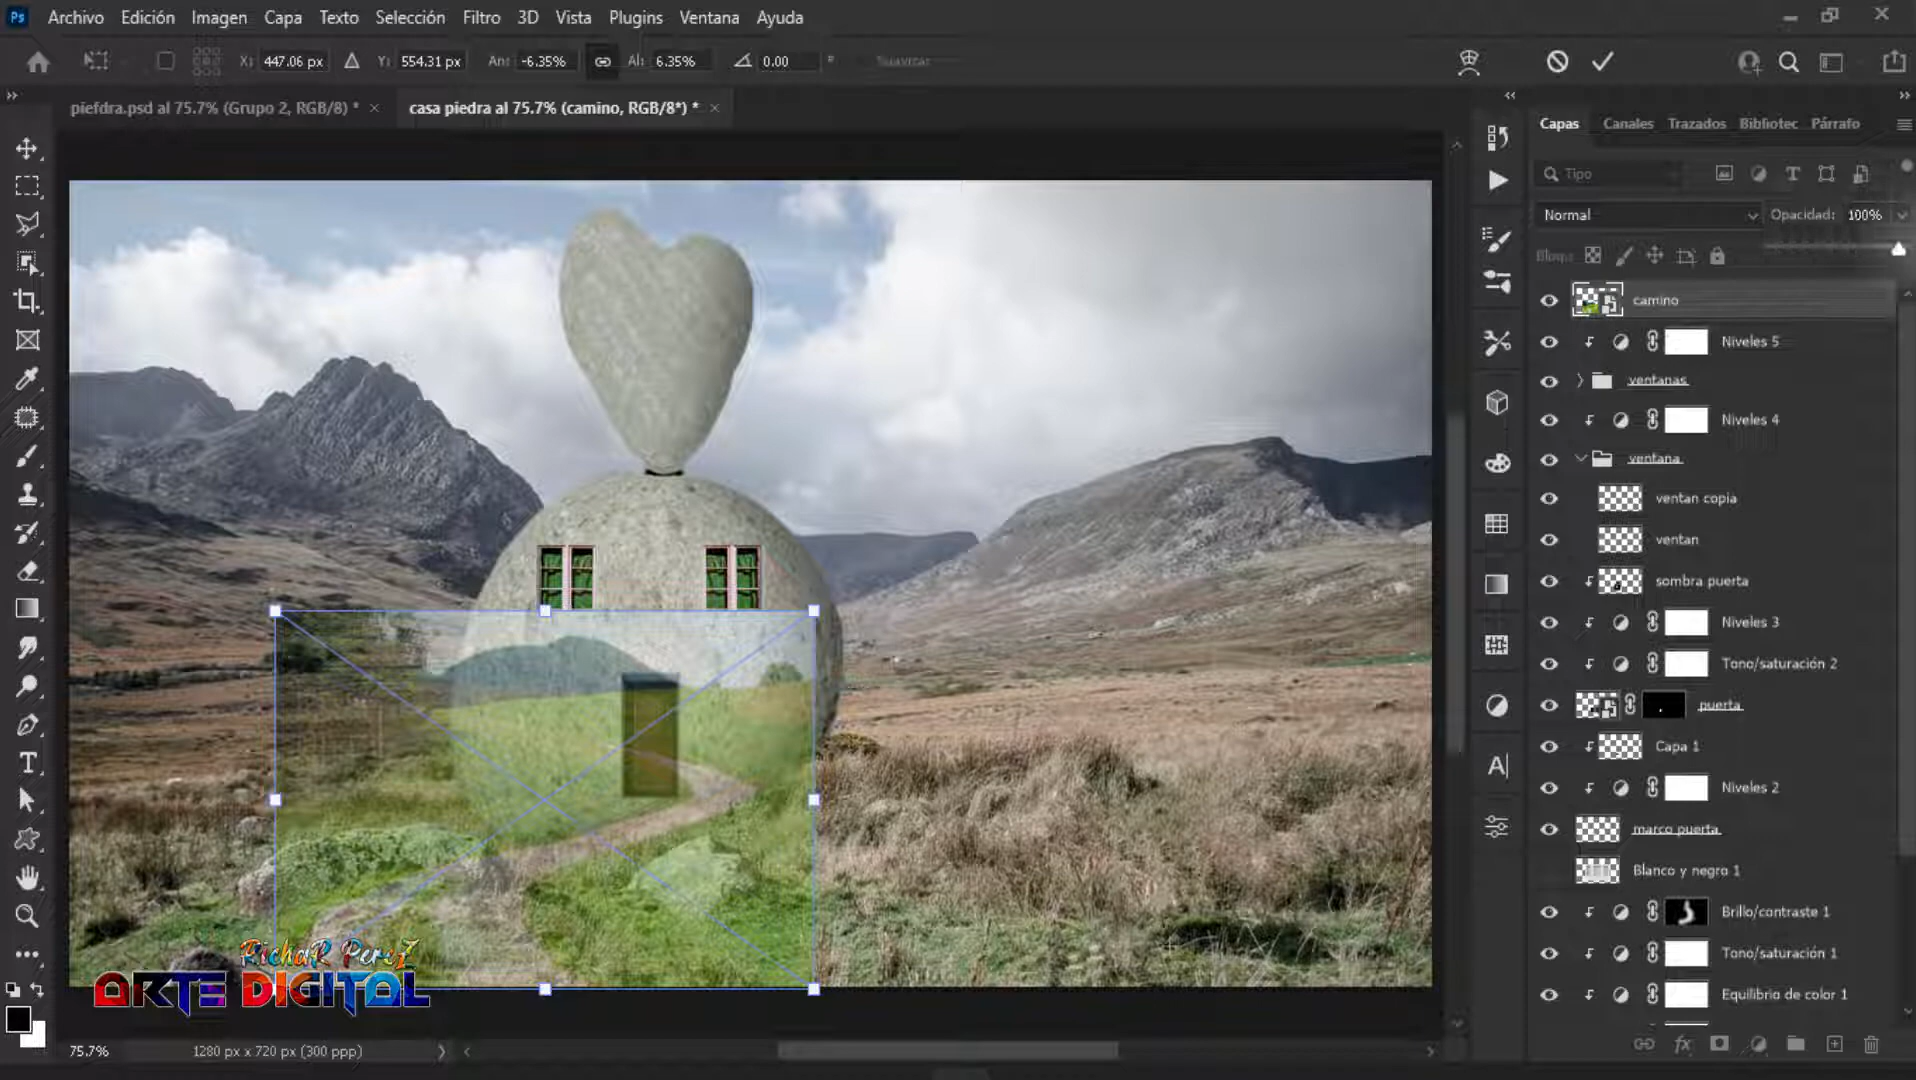 Ps Archivo Edición Imagen Capa Texto Selección Filtro 3D Vista Plugins Ventana Ayuda
X: 447.06 px Y: 554.31 px An: -6.35% Al: 6.35% 0.00 ° Suavizar
piefdra.psd al 75.7% (Grupo 2, RGB/8) * × casa piedra al 75.7% (camino, RGB/8*) * ×
Capas Canales Trazados Bibliotec Párrafo
Tipo
Normal Opacidad: 100%
Bloq.:
camino
Niveles 5
ventanas
Niveles 4
ventana
ventan copia
ventan
sombra puerta
Niveles 3
Tono/saturación 2
puerta
Capa 1
Niveles 2
marco puerta
Blanco y negro 1
Brillo/contraste 1
Tono/saturación 1
Equilibrio de color 1
RichaR PereZ
ARTE DIGITAL
75.7% 1280 px x 720 px (300 ppp)